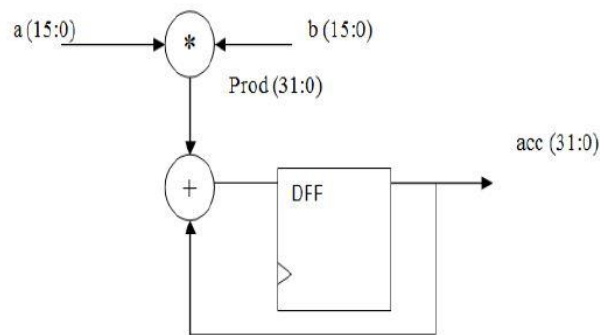 a (15:0)
b (15:0)
*
Prod (31:0)
acc (31:0)
+
DFF